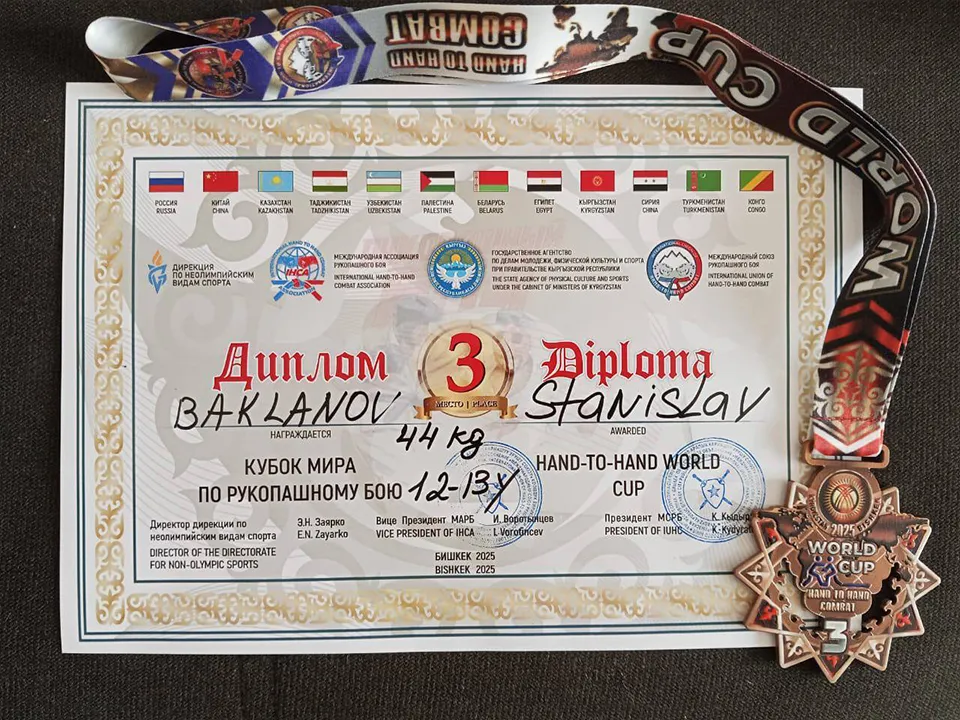 HAND TO HAND
COMBAT
WORLD CUP
РОССИЯ
RUSSIA
КИТАЙ
CHINA
КАЗАХСТАН
KAZAKHSTAN
ТАДЖИКИСТАН
TADZHIKISTAN
УЗБЕКИСТАН
UZBEKISTAN
ПАЛЕСТИНА
PALESTINE
БЕЛАРУСЬ
BELARUS
ЕГИПЕТ
EGYPT
КЫРГЫЗСТАН
KYRGYZSTAN
СИРИЯ
CHINA
ТУРКМЕНИСТАН
TURKMENISTAN
КОНГО
CONGO
ДИРЕКЦИЯ
ПО НЕОЛИМПИЙСКИМ
ВИДАМ СПОРТА
IHCA
МЕЖДУНАРОДНАЯ АССОЦИАЦИЯ
РУКОПАШНОГО БОЯ
INTERNATIONAL HAND-TO-HAND
COMBAT ASSOCIATION
ГОСУДАРСТВЕННОЕ АГЕНТСТВО
ПО ДЕЛАМ МОЛОДЕЖИ, ФИЗИЧЕСКОЙ КУЛЬТУРЫ И СПОРТА
ПРИ ПРАВИТЕЛЬСТВЕ КЫРГЫЗСКОЙ РЕСПУБЛИКИ
THE STATE AGENCY OF PHYSICAL CULTURE AND SPORTS
UNDER THE CABINET OF MINISTERS OF KYRGYZSTAN
МЕЖДУНАРОДНЫЙ СОЮЗ
РУКОПАШНОГО БОЯ
INTERNATIONAL UNION OF
HAND-TO-HAND COMBAT
Диплом 3 Diploma
МЕСТО | PLACE
BAKLANOV Stanislav
НАГРАЖДАЕТСЯ
AWARDED
44 kg
КУБОК МИРА
ПО РУКОПАШНОМУ БОЮ 12-13
HAND-TO-HAND WORLD
CUP
Директор дирекции по
неолимпийским видам спорта
DIRECTOR OF THE DIRECTORATE
FOR NON-OLYMPIC SPORTS
Э.Н. Заярко
E.N. Zayarko
Вице Президент МАРБ
VICE PRESIDENT OF IHCA
И. Воротынцев
I. Vorotincev
Президент МСРБ
PRESIDENT OF IUHC
БИШКЕК 2025
BISHKEK 2025
2025
WORLD
CUP
HAND TO HAND
COMBAT
3